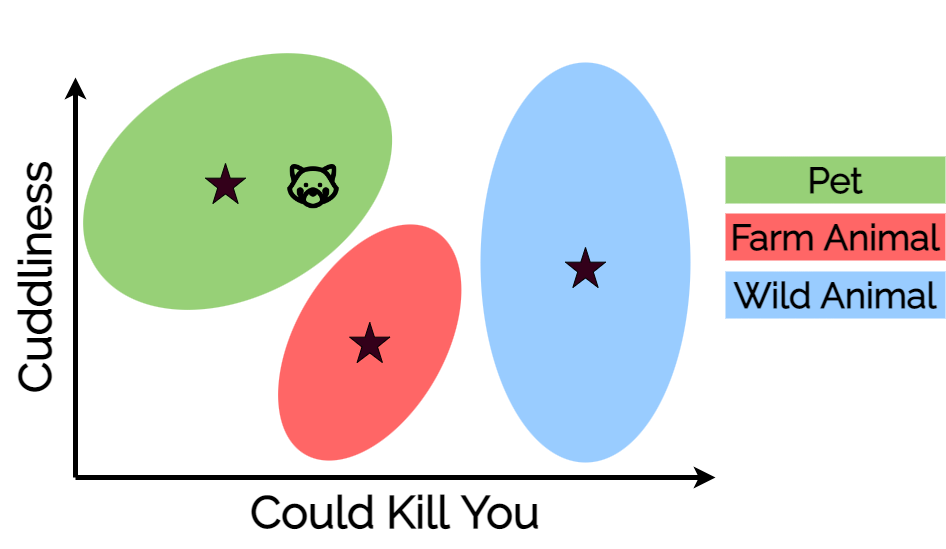 Cuddliness
Could Kill You
Pet
Farm Animal
Wild Animal